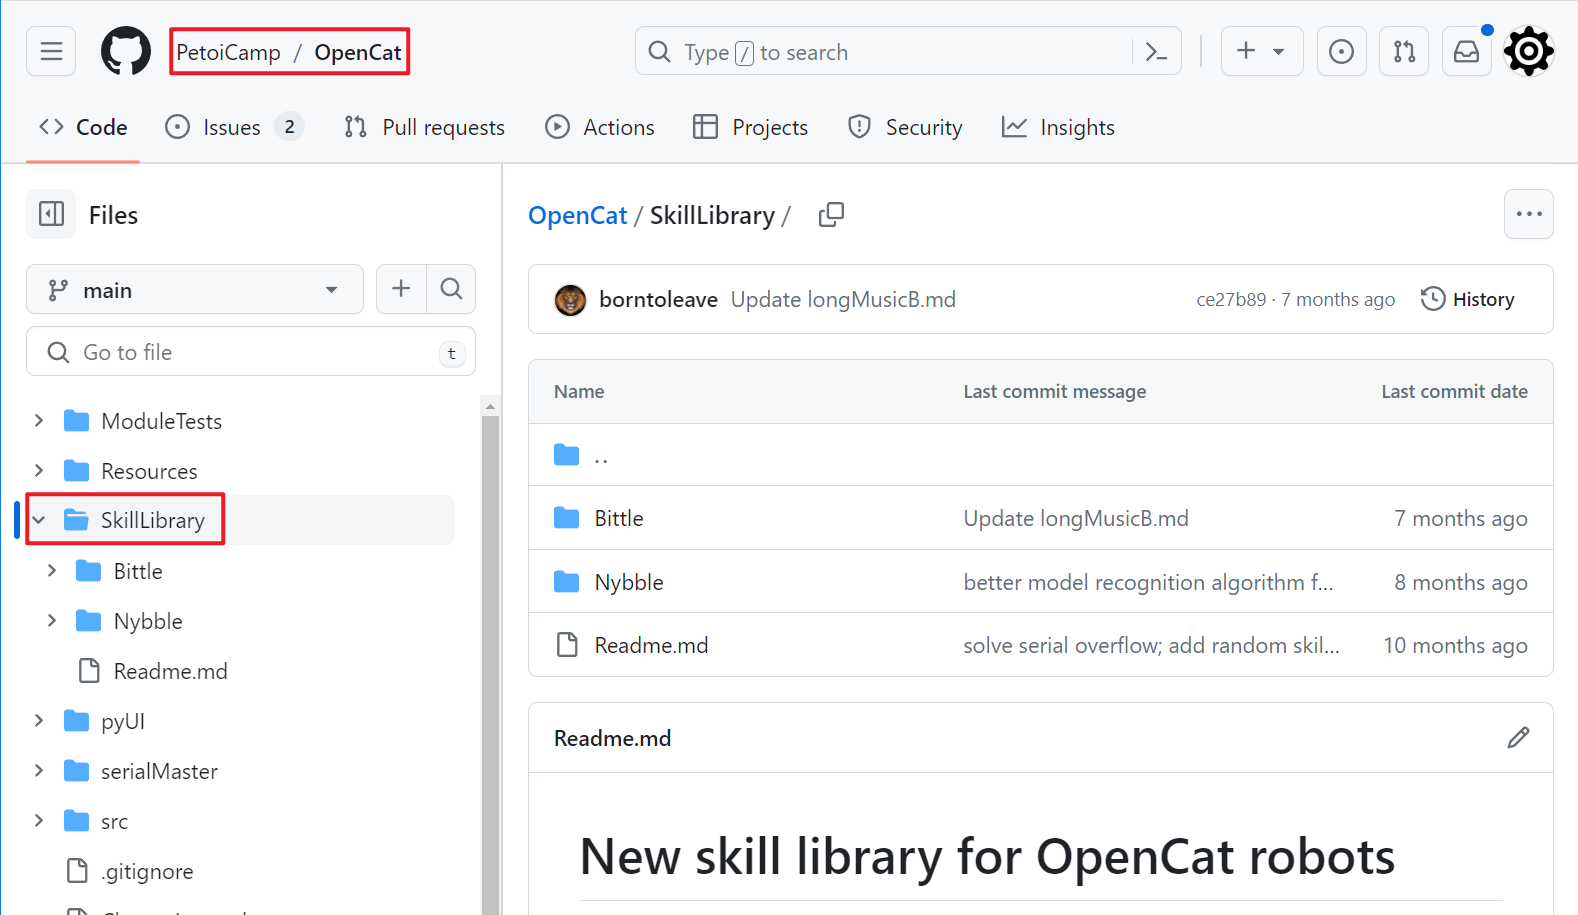 PetoiCamp / OpenCat
Type / to search
Code
Issues 2
Pull requests
Actions
Projects
Security
Insights
Files
main
Go to file
t
ModuleTests
Resources
SkillLibrary
Bittle
Nybble
Readme.md
pyUI
serialMaster
src
.gitignore
OpenCat / SkillLibrary /
borntoleave Update longMusicB.md ce27b89 · 7 months ago History
Name Last commit message Last commit date
..
Bittle Update longMusicB.md 7 months ago
Nybble better model recognition algorithm f... 8 months ago
Readme.md solve serial overflow; add random skil... 10 months ago
Readme.md
New skill library for OpenCat robots